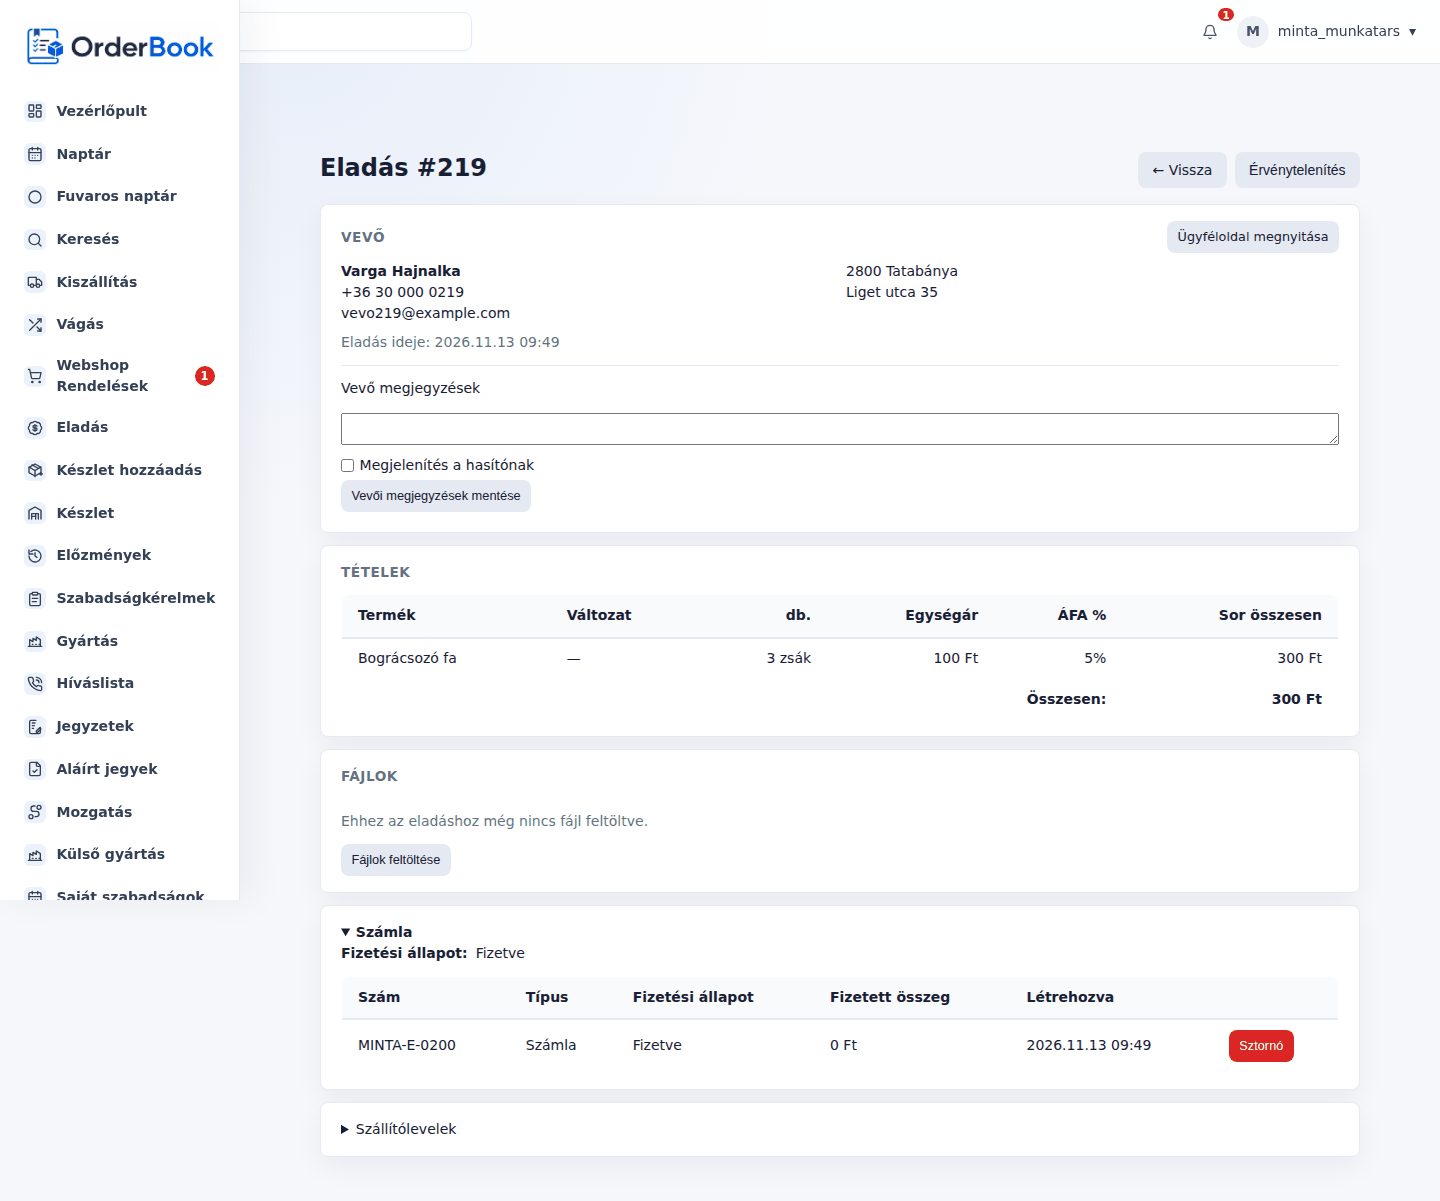 OrderBook
1
M
minta_munkatars ▼
Vezérlőpult
Naptár
Fuvaros naptár
Keresés
Kiszállítás
Vágás
Webshop
Rendelések
1
Eladás
Készlet hozzáadás
Készlet
Előzmények
Szabadságkérelmek
Gyártás
Híváslista
Jegyzetek
Aláírt jegyek
Mozgatás
Külső gyártás
Saját szabadságok
Eladás #219
← Vissza
Érvénytelenítés
VEVŐ
Ügyféloldal megnyitása
Varga Hajnalka
+36 30 000 0219
vevo219@example.com
2800 Tatabánya
Liget utca 35
Eladás ideje: 2026.11.13 09:49
Vevő megjegyzések
Megjelenítés a hasítónak
Vevői megjegyzések mentése
TÉTELEK
Termék Változat db. Egységár ÁFA % Sor összesen
Bográcsozó fa — 3 zsák 100 Ft 5% 300 Ft
Összesen: 300 Ft
FÁJLOK
Ehhez az eladáshoz még nincs fájl feltöltve.
Fájlok feltöltése
▼ Számla
Fizetési állapot: Fizetve
Szám Típus Fizetési állapot Fizetett összeg Létrehozva
MINTA-E-0200 Számla Fizetve 0 Ft 2026.11.13 09:49 Sztornó
▶ Szállítólevelek